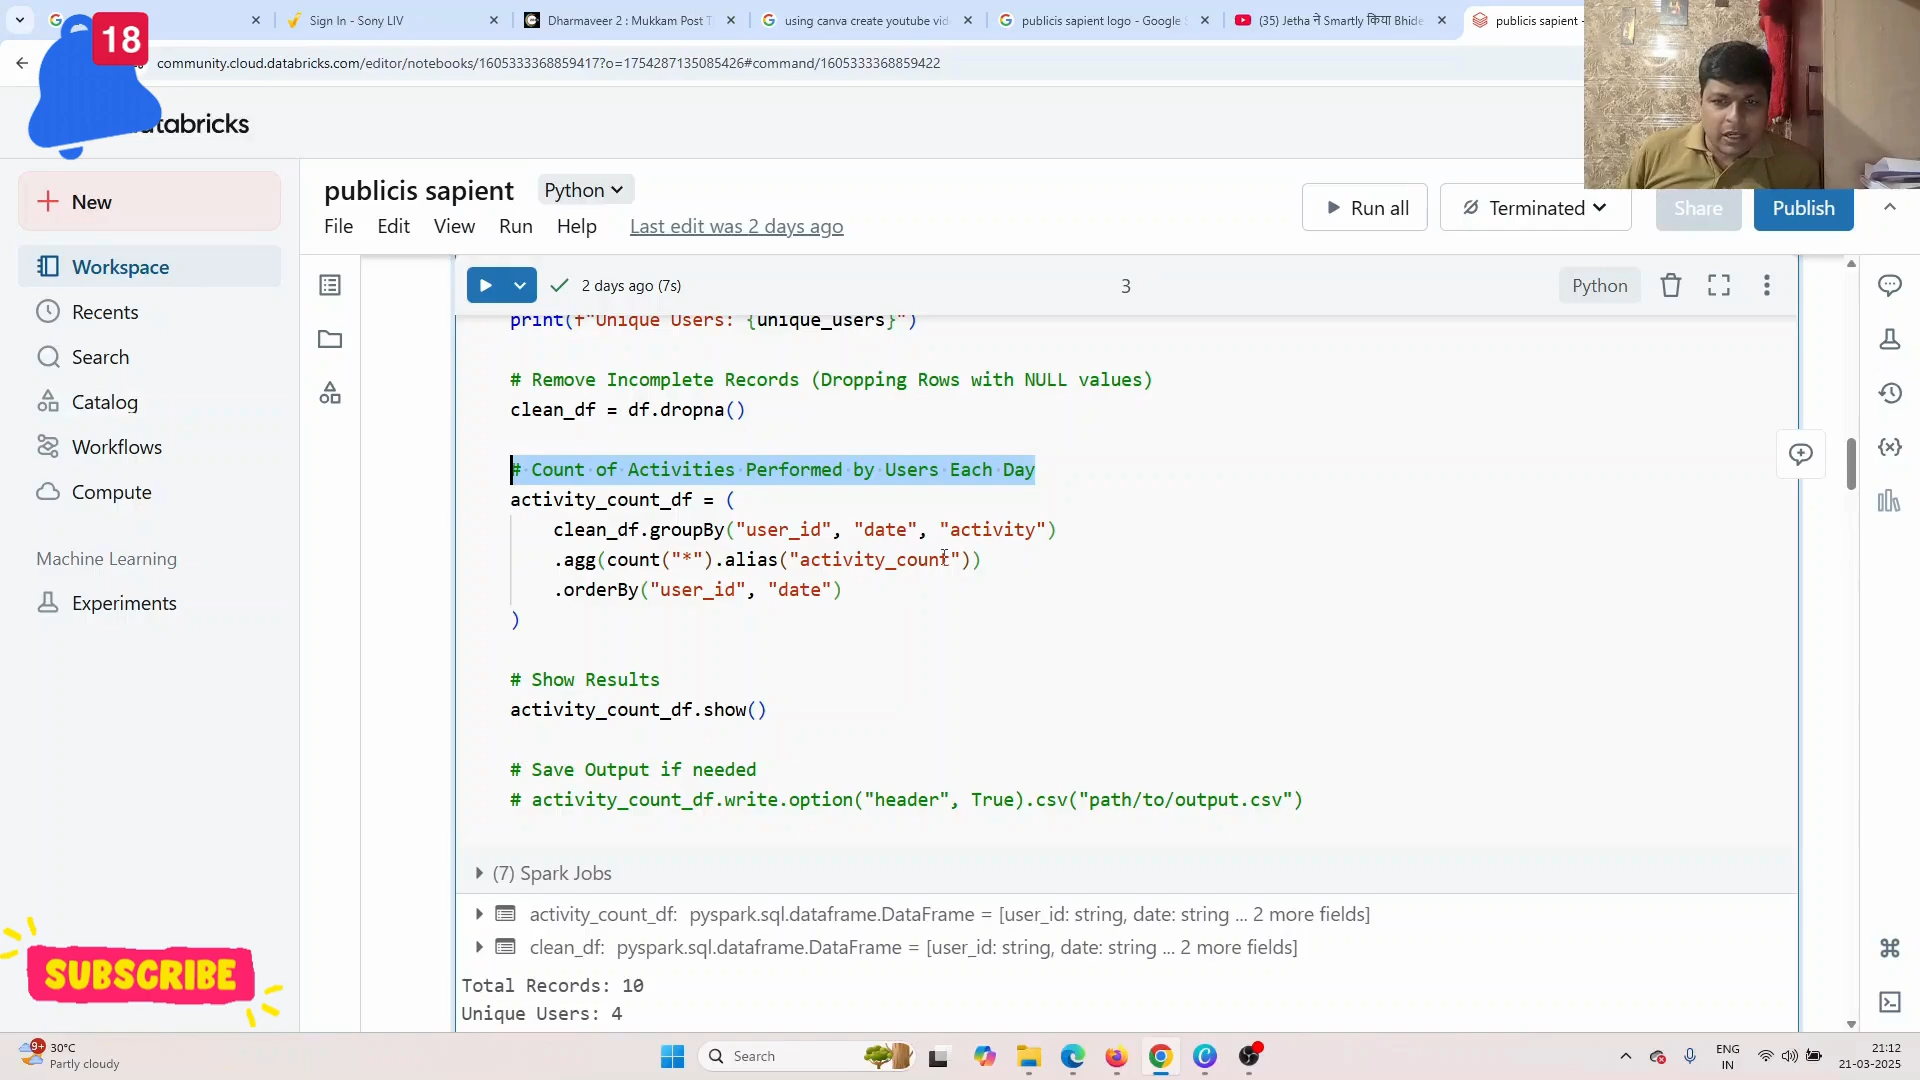 Sign In - Sony LIV
Dharmaveer 2 : Mukkam Post T
using canva create youtube vid
publicis sapient logo - Google S
(35) Jetha ने Smartly किया Bhide
publicis sapient -
18
community.cloud.databricks.com/editor/notebooks/1605333368859417?o=1754287135085426#command/1605333368859422
databricks
New
Workspace
Recents
Search
Catalog
Workflows
Compute
Machine Learning
Experiments
publicis sapient
Python
File
Edit
View
Run
Help
Last edit was 2 days ago
Run all
Terminated
Share
Publish
2 days ago (7s)
3
Python
print(f"Unique Users: {unique_users}")
# Remove Incomplete Records (Dropping Rows with NULL values)
clean_df = df.dropna()
# Count of Activities Performed by Users Each Day
activity_count_df = (
clean_df.groupBy("user_id", "date", "activity")
.agg(count("*").alias("activity_count"))
.orderBy("user_id", "date")
)
# Show Results
activity_count_df.show()
# Save Output if needed
# activity_count_df.write.option("header", True).csv("path/to/output.csv")
(7) Spark Jobs
activity_count_df: pyspark.sql.dataframe.DataFrame = [user_id: string, date: string ... 2 more fields]
clean_df: pyspark.sql.dataframe.DataFrame = [user_id: string, date: string ... 2 more fields]
Total Records: 10
Unique Users: 4
SUBSCRIBE
9+
30°C
Partly cloudy
Search
ENG
IN
21:12
21-03-2025